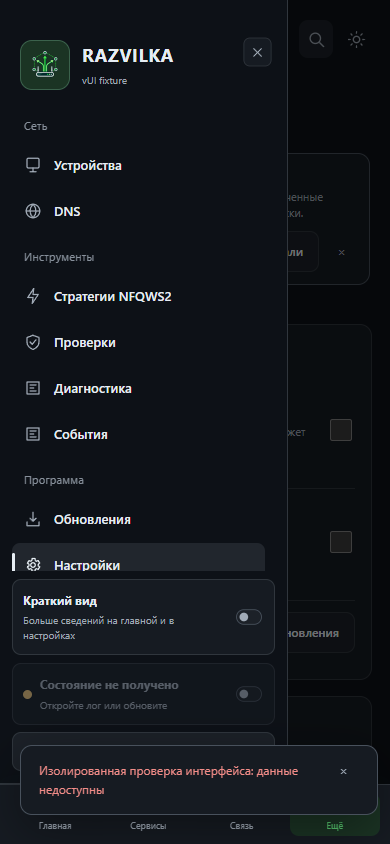 RAZVILKA
vUI fixture
Сеть
Устройства
DNS
Инструменты
Стратегии NFQWS2
Проверки
Диагностика
События
Программа
Обновления
Настройки
Краткий вид
Больше сведений на главной и в
настройках
Состояние не получено
Откройте лог или обновите
Изолированная проверка интерфейса: данные
недоступны
Главная
Сервисы
Связь
Ещё